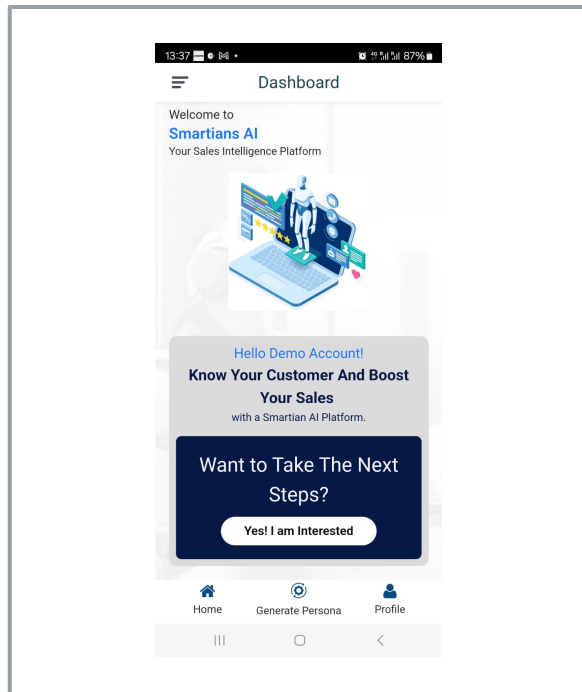 13:37
87%
Dashboard
Welcome to
Smartians AI
Your Sales Intelligence Platform
Hello Demo Account!
Know Your Customer And Boost
Your Sales
with a Smartian AI Platform.
Want to Take The Next
Steps?
Yes! I am Interested
Home Generate Persona Profile